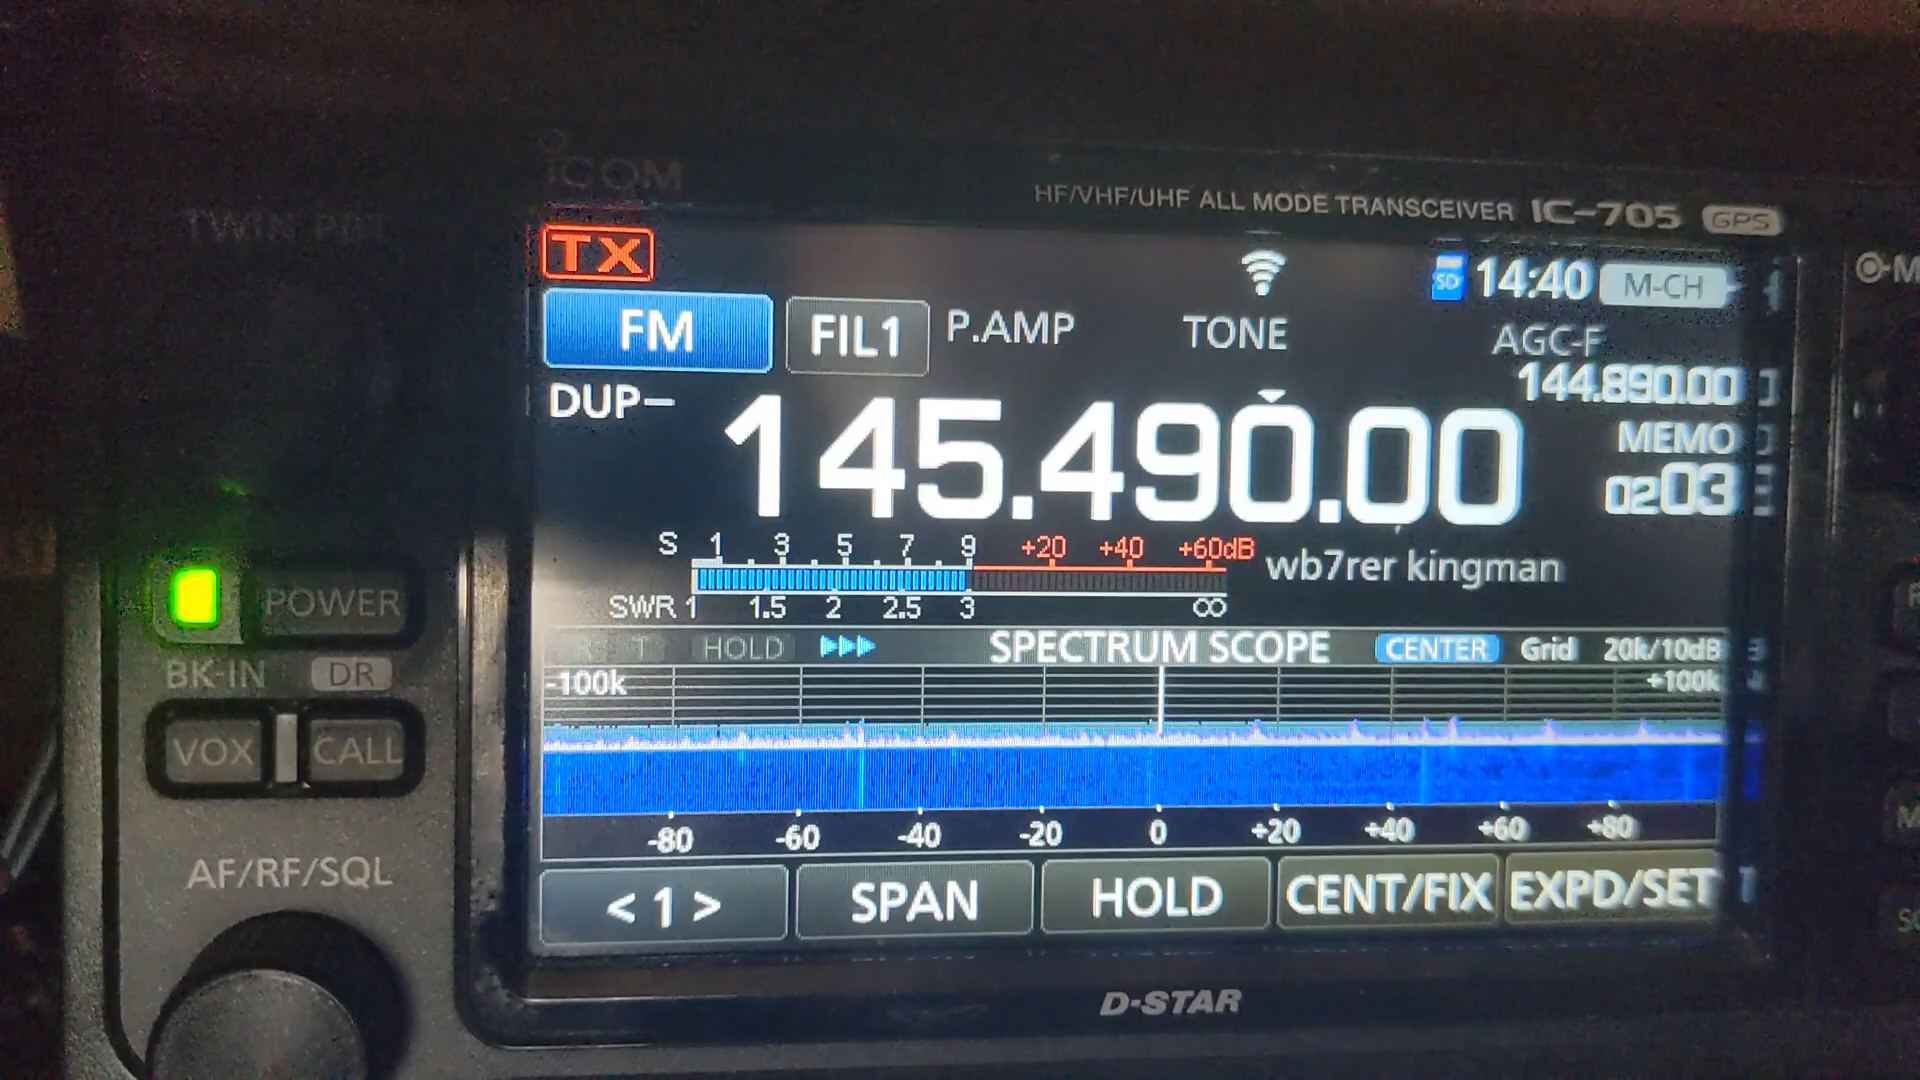 iCOM
HF/VHF/UHF ALL MODE TRANSCEIVER IC-705 GPS
TX
SD 14:40 M-CH
FM FIL1 P.AMP TONE AGC-F
144.890.00
DUP- 145.490.00
MEMO
0203
S 1 3 5 7 9 +20 +40 +60dB
wb7rer kingman
SWR 1 1.5 2 2.5 3 ∞
HOLD SPECTRUM SCOPE CENTER Grid 20k/10dB
-100k +100k
-80 -60 -40 -20 0 +20 +40 +60 +80
<1> SPAN HOLD CENT/FIX EXPD/SET
D-STAR
TWIN
POWER
BK-IN DR
VOX CALL
AF/RF/SQL